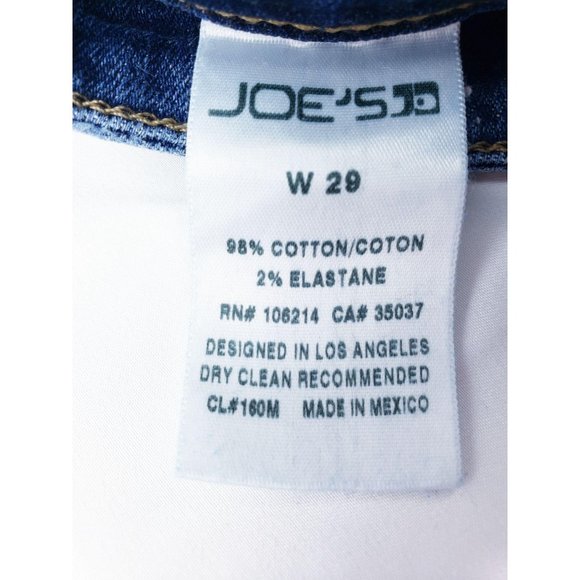 JOE'S
W 29
98% COTTON/COTON
2% ELASTANE
RN# 106214 CA# 35037
DESIGNED IN LOS ANGELES
DRY CLEAN RECOMMENDED
CL#160M MADE IN MEXICO